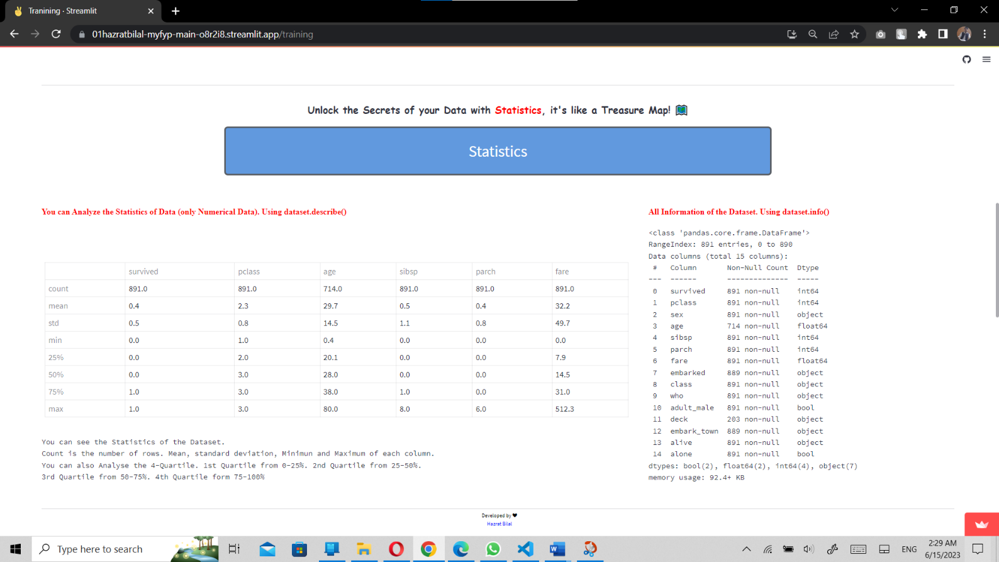 Tranining · Streamlit
01hazratbilal-myfyp-main-o8r2i8.streamlit.app/training
Unlock the Secrets of your Data with Statistics, it's like a Treasure Map!
Statistics
You can Analyze the Statistics of Data (only Numerical Data). Using dataset.describe()
survived pclass age sibsp parch fare
count 891.0 891.0 714.0 891.0 891.0 891.0
mean 0.4 2.3 29.7 0.5 0.4 32.2
std 0.5 0.8 14.5 1.1 0.8 49.7
min 0.0 1.0 0.4 0.0 0.0 0.0
25% 0.0 2.0 20.1 0.0 0.0 7.9
50% 0.0 3.0 28.0 0.0 0.0 14.5
75% 1.0 3.0 38.0 1.0 0.0 31.0
max 1.0 3.0 80.0 8.0 6.0 512.3
You can see the Statistics of the Dataset.
Count is the number of rows. Mean, standard deviation, Minimun and Maximum of each column.
You can also Analyse the 4-Quartile. 1st Quartile from 0-25%. 2nd Quartile from 25-50%.
3rd Quartile from 50-75%. 4th Quartile form 75-100%
All Information of the Dataset. Using dataset.info()
<class 'pandas.core.frame.DataFrame'>
RangeIndex: 891 entries, 0 to 890
Data columns (total 15 columns):
# Column Non-Null Count Dtype
--- ------ -------------- -----
0 survived 891 non-null int64
1 pclass 891 non-null int64
2 sex 891 non-null object
3 age 714 non-null float64
4 sibsp 891 non-null int64
5 parch 891 non-null int64
6 fare 891 non-null float64
7 embarked 889 non-null object
8 class 891 non-null object
9 who 891 non-null object
10 adult_male 891 non-null bool
11 deck 203 non-null object
12 embark_town 889 non-null object
13 alive 891 non-null object
14 alone 891 non-null bool
dtypes: bool(2), float64(2), int64(4), object(7)
memory usage: 92.4+ KB
Developed by ❤
Hazrat Bilal
Type here to search
W
ENG
2:29 AM
6/15/2023